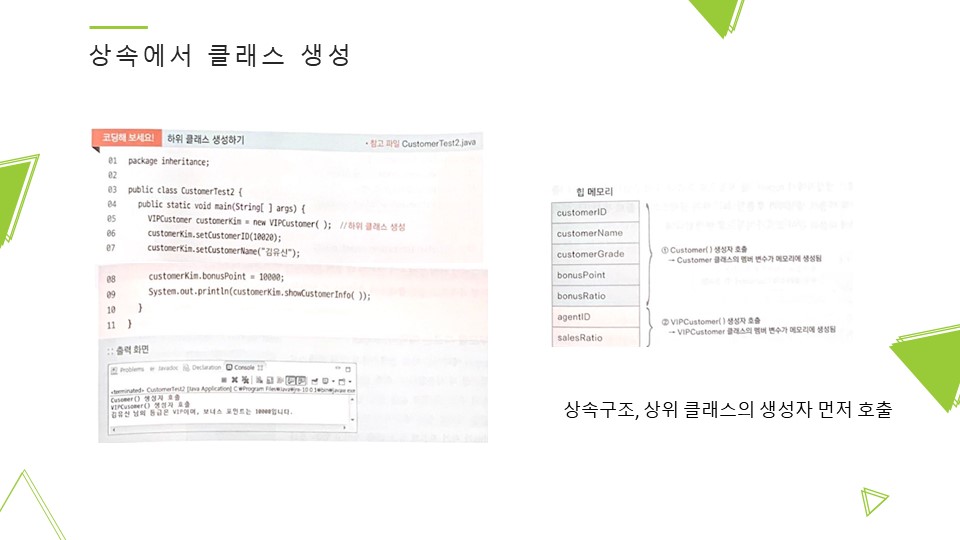 상속에서 클래스 생성
코딩해 보세요! 하위 클래스 생성하기 • 참고 파일 CustomerTest2.java
01 package inheritance;
02
03 public class CustomerTest2 {
04 public static void main(String[ ] args) {
05 VIPCustomer customerKim = new VIPCustomer( ); //하위 클래스 생성
06 customerKim.setCustomerID(10020);
07 customerKim.setCustomerName("김유신");
08 customerKim.bonusPoint = 10000;
09 System.out.println(customerKim.showCustomerInfo( ));
10 }
11 }
:: 출력 화면
Problems Javadoc Declaration Console
<terminated> CustomerTest2 [Java Application] C:₩Program Files₩Java₩jre-10.0.1₩bin₩javaw.exe
Cusomer() 생성자 호출
VIPCusomer() 생성자 호출
김유신 님의 등급은 VIP이며, 보너스 포인트는 10000입니다.
힙 메모리
customerID
customerName
customerGrade
bonusPoint
bonusRatio
agentID
salesRatio
① Customer( ) 생성자 호출
→ Customer 클래스의 멤버 변수가 메모리에 생성됨
② VIPCustomer( ) 생성자 호출
→ VIPCustomer 클래스의 멤버 변수가 메모리에 생성됨
상속구조, 상위 클래스의 생성자 먼저 호출